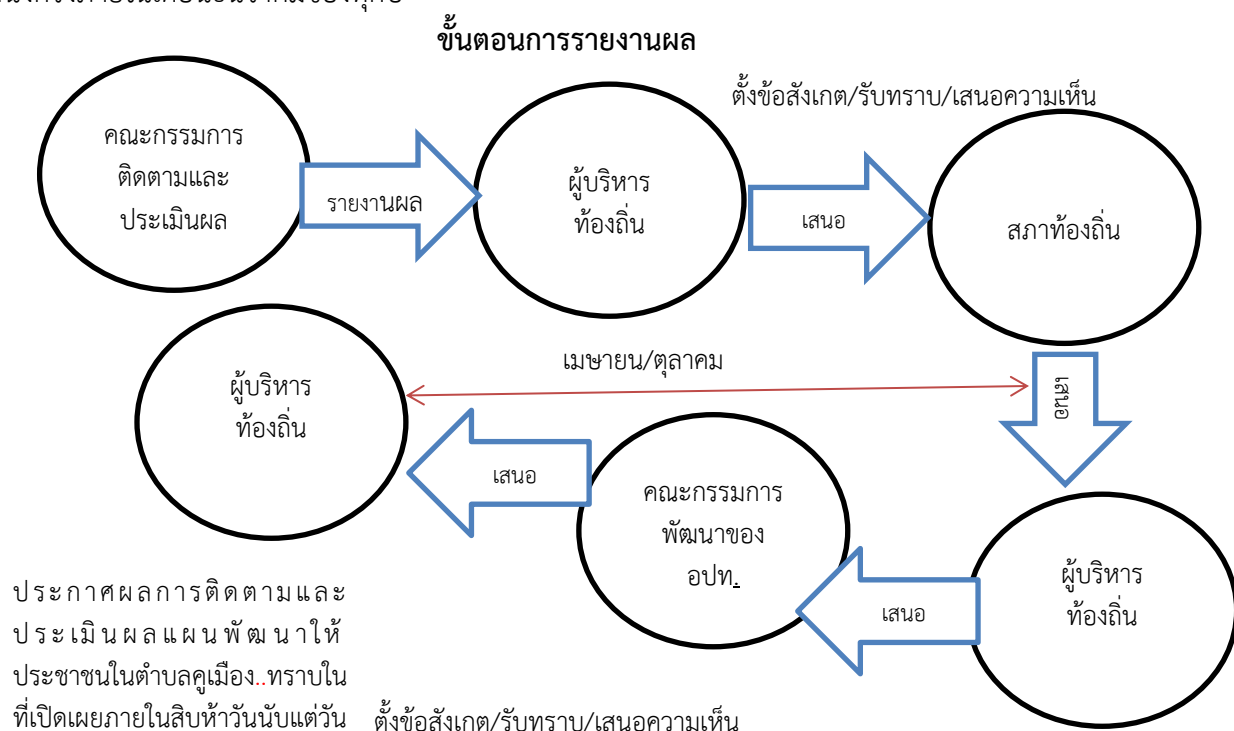 ขั้นตอนการรายงานผล
ตั้งข้อสังเกต/รับทราบ/เสนอความเห็น
คณะกรรมการ
ติดตามและ
ประเมินผล
รายงานผล
ผู้บริหาร
ท้องถิ่น
เสนอ
สภาท้องถิ่น
เสนอ
เมษายน/ตุลาคม
ผู้บริหาร
ท้องถิ่น
เสนอ
คณะกรรมการ
พัฒนาของ
อปท.
เสนอ
ผู้บริหาร
ท้องถิ่น
ประกาศผลการติดตามและ
ประเมินผลแผนพัฒนาให้
ประชาชนในตำบลคูเมือง..ทราบใน
ที่เปิดเผยภายในสิบห้าวันนับแต่วัน
ตั้งข้อสังเกต/รับทราบ/เสนอความเห็น